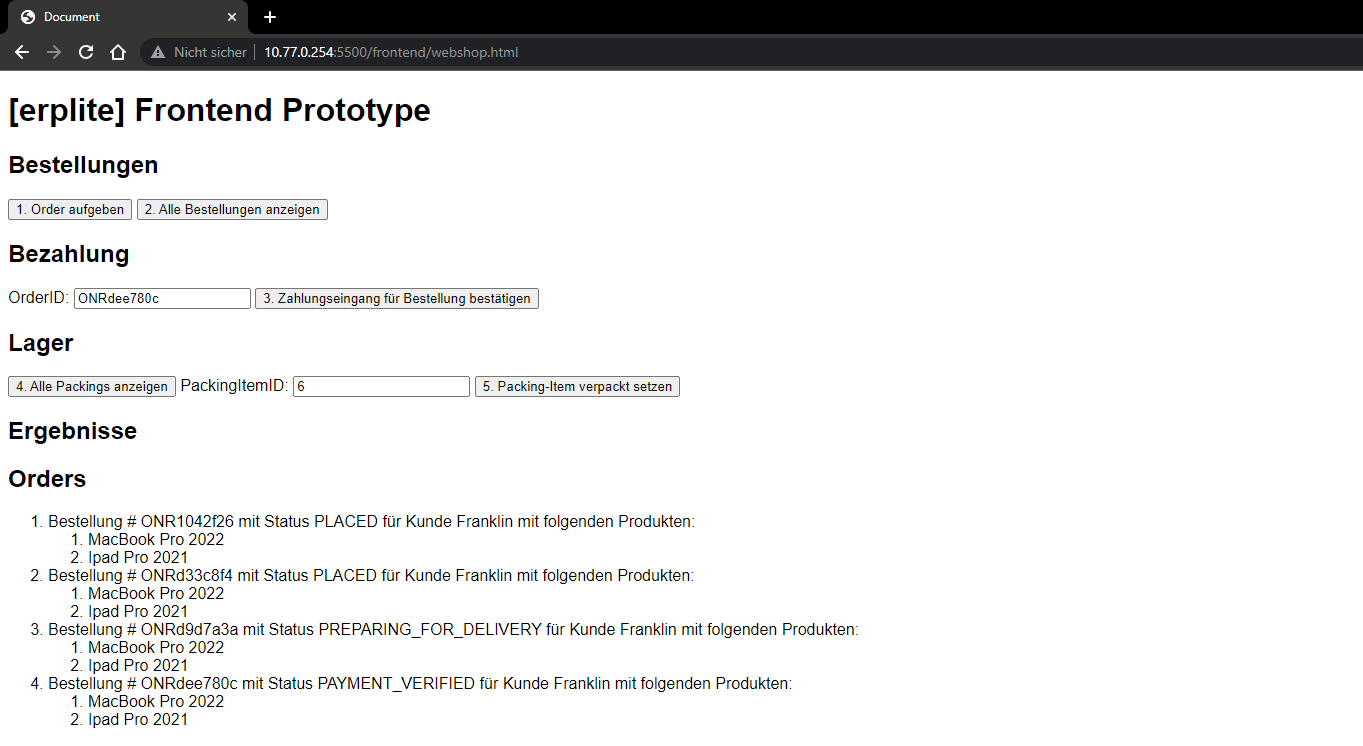 Document
Nicht sicher 10.77.0.254:5500/frontend/webshop.html
[erplite] Frontend Prototype
Bestellungen
1. Order aufgeben 2. Alle Bestellungen anzeigen
Bezahlung
OrderID: ONRdee780c 3. Zahlungseingang für Bestellung bestätigen
Lager
4. Alle Packings anzeigen PackingItemID: 6 5. Packing-Item verpackt setzen
Ergebnisse
Orders
1. Bestellung # ONR1042f26 mit Status PLACED für Kunde Franklin mit folgenden Produkten:
1. MacBook Pro 2022
2. Ipad Pro 2021
2. Bestellung # ONRd33c8f4 mit Status PLACED für Kunde Franklin mit folgenden Produkten:
1. MacBook Pro 2022
2. Ipad Pro 2021
3. Bestellung # ONRd9d7a3a mit Status PREPARING_FOR_DELIVERY für Kunde Franklin mit folgenden Produkten:
1. MacBook Pro 2022
2. Ipad Pro 2021
4. Bestellung # ONRdee780c mit Status PAYMENT_VERIFIED für Kunde Franklin mit folgenden Produkten:
1. MacBook Pro 2022
2. Ipad Pro 2021